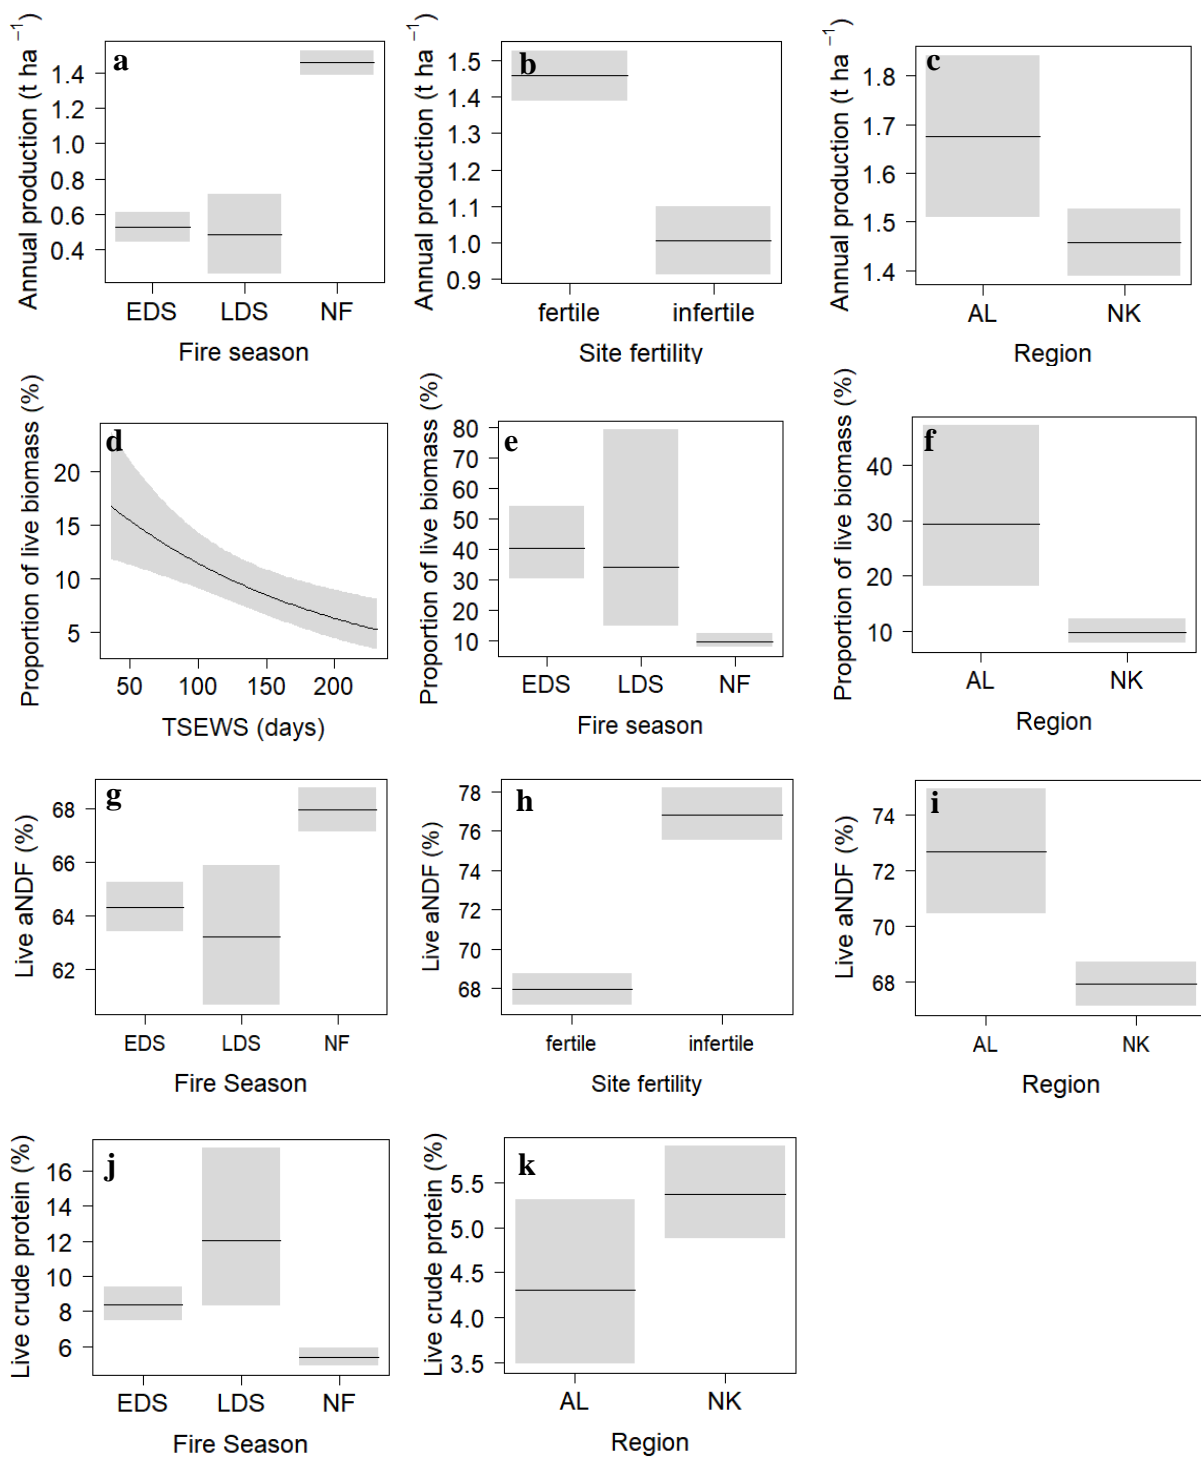 a
Annual production (t ha −1)
1.4
1.2
1.0
0.8
0.6
0.4
EDS LDS NF
Fire season
b
Annual production (t ha −1)
1.5
1.4
1.3
1.2
1.1
1.0
0.9
fertile infertile
Site fertility
c
Annual production (t ha −1)
1.8
1.7
1.6
1.5
1.4
AL NK
Region
d
Proportion of live biomass (%)
20
15
10
5
50 100 150 200
TSEWS (days)
e
Proportion of live biomass (%)
80
70
60
50
40
30
20
10
EDS LDS NF
Fire season
f
Proportion of live biomass (%)
40
30
20
10
AL NK
Region
g
Live aNDF (%)
68
66
64
62
EDS LDS NF
Fire Season
h
Live aNDF (%)
78
76
74
72
70
68
fertile infertile
Site fertility
i
Live aNDF (%)
74
72
70
68
AL NK
Region
j
Live crude protein (%)
16
14
12
10
8
6
EDS LDS NF
Fire Season
k
Live crude protein (%)
5.5
5.0
4.5
4.0
3.5
AL NK
Region